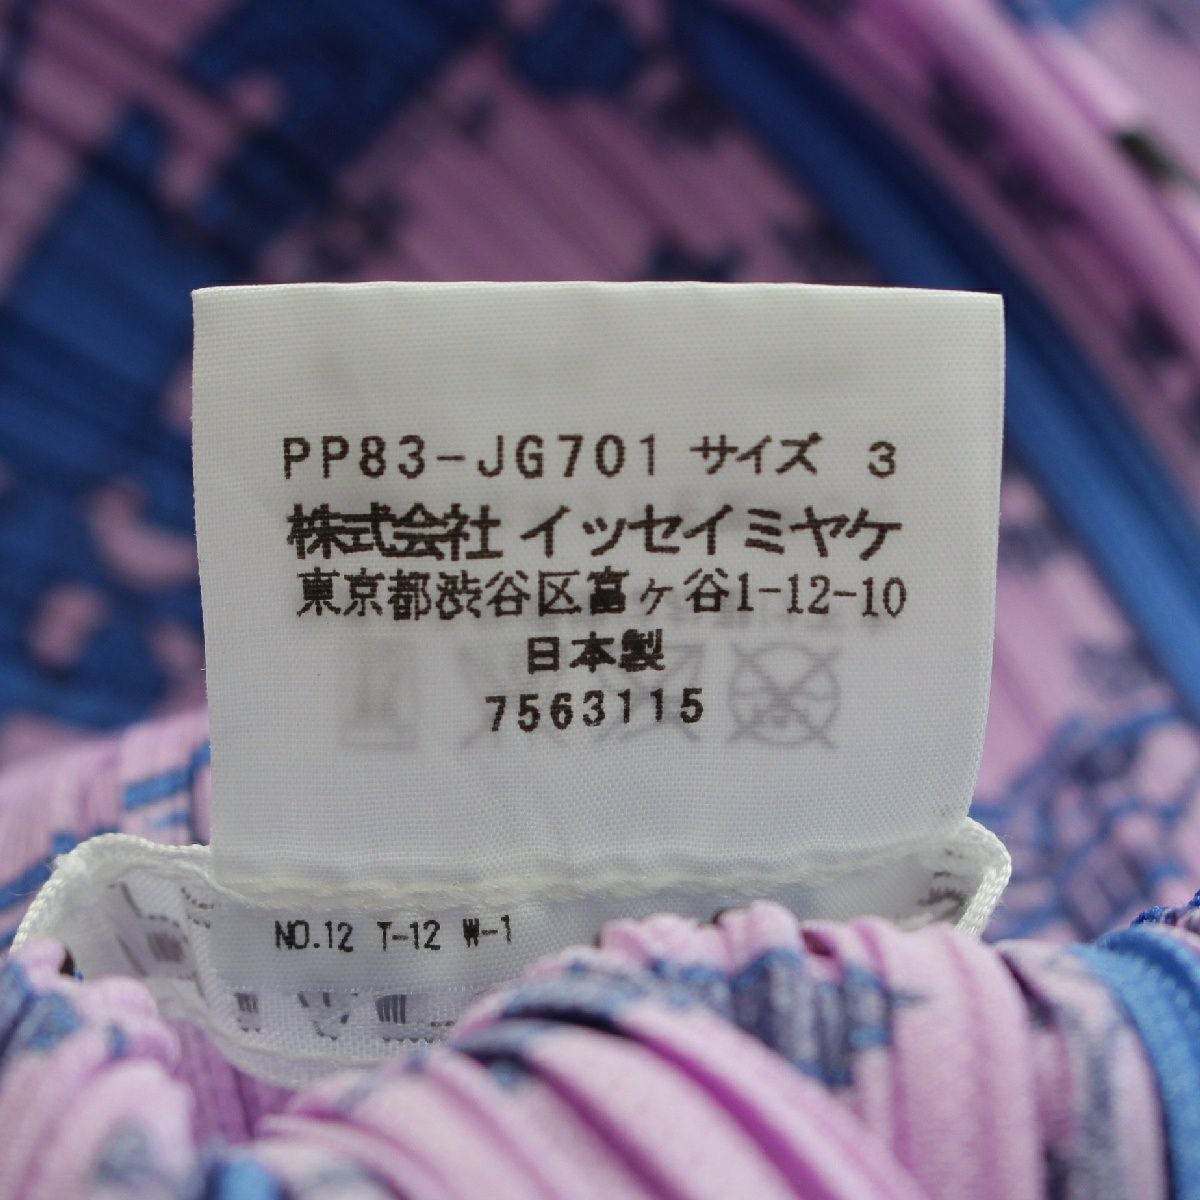 PP83-JG701 サイズ 3
株式会社 イッセイミヤケ
東京都渋谷区富ヶ谷1-12-10
日本製
7563115
NO.12 T-12 W-1